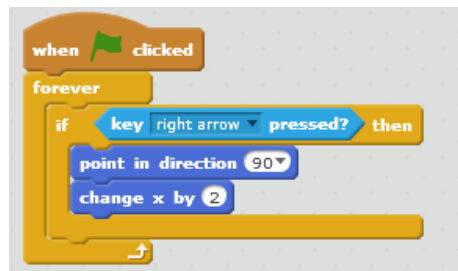 when clicked
forever
if key right arrow pressed? then
point in direction 90
change x by 2